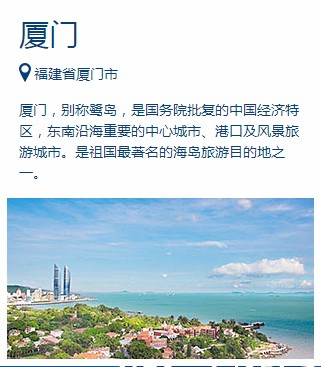 厦门
福建省厦门市
厦门，别称鹭岛，是国务院批复的中国经济特
区，东南沿海重要的中心城市、港口及风景旅
游城市。是祖国最著名的海岛旅游目的地之
一。